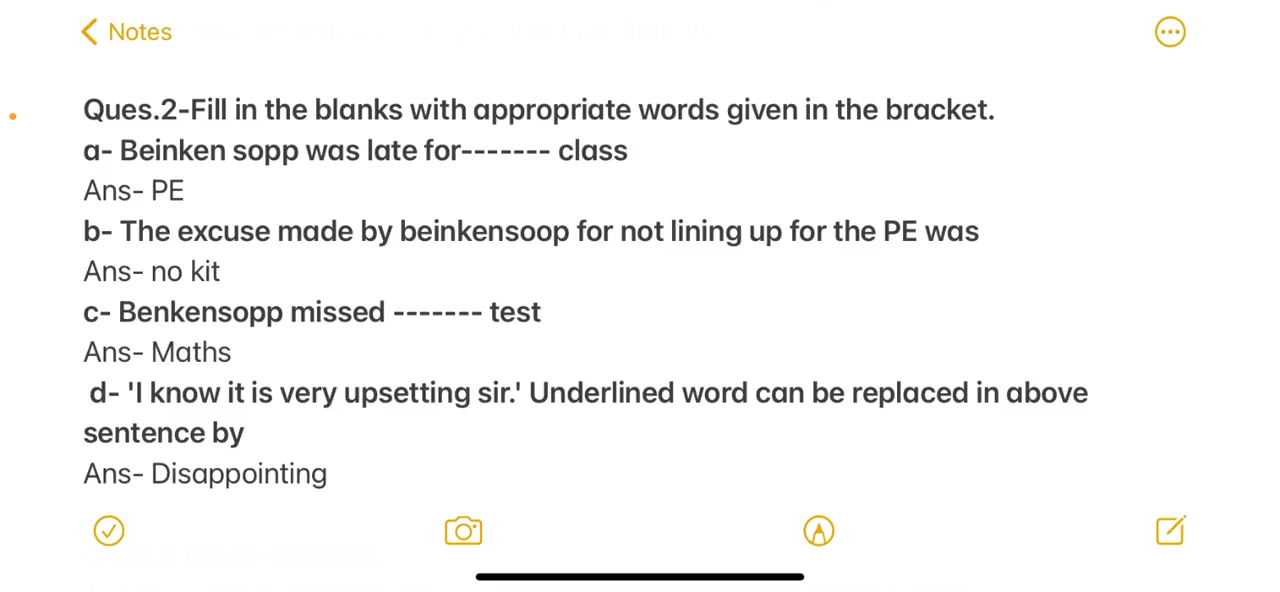 Notes
Ques.2-Fill in the blanks with appropriate words given in the bracket.
a- Beinken sopp was late for------- class
Ans- PE
b- The excuse made by beinkensoop for not lining up for the PE was
Ans- no kit
c- Benkensopp missed ------- test
Ans- Maths
d- 'I know it is very upsetting sir.' Underlined word can be replaced in above
sentence by
Ans- Disappointing